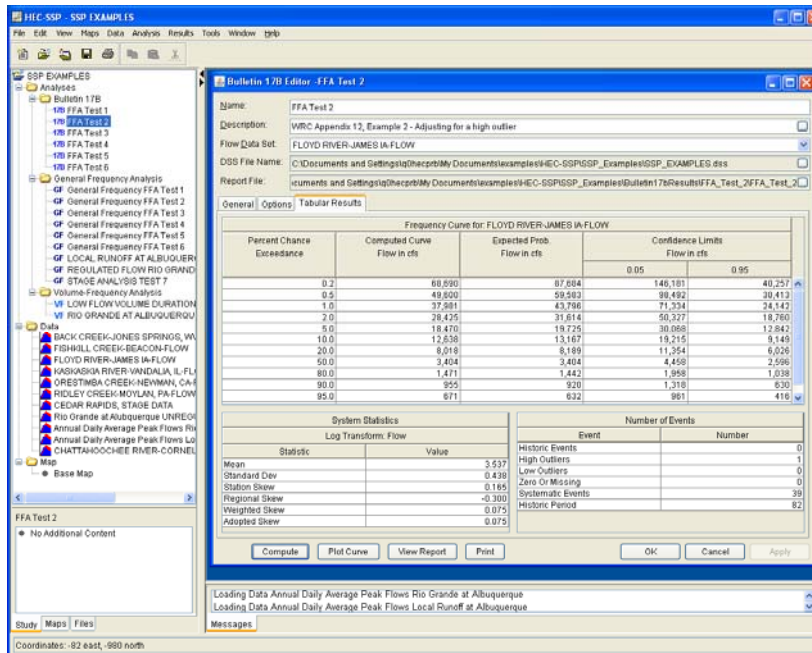 HEC-SSP - SSP EXAMPLES
File Edit View Maps Data Analysis Results Tools Window Help
SSP EXAMPLES
Analyses
Bulletin 17B
17B FFA Test 1
17B FFA Test 2
17B FFA Test 3
17B FFA Test 4
17B FFA Test 5
17B FFA Test 6
General Frequency Analysis
GF General Frequency FFA Test 1
GF General Frequency FFA Test 2
GF General Frequency FFA Test 3
GF General Frequency FFA Test 4
GF General Frequency FFA Test 5
GF General Frequency FFA Test 6
GF LOCAL RUNOFF AT ALBUQUER
GF REGULATED FLOW RIO GRAND
GF STAGE ANALYSIS TEST 7
Volume-Frequency Analysis
VF LOW FLOW VOLUME DURATION
VF RIO GRANDE AT ALBUQUERQU
Data
BACK CREEK-JONES SPRINGS, WV
FISHKILL CREEK-BEACON-FLOW
FLOYD RIVER-JAMES IA-FLOW
KASKASKIA RIVER-VANDALIA, IL-FL
ORESTIMBA CREEK-NEWMAN, CA-F
RIDLEY CREEK-MOYLAN, PA-FLOW
CEDAR RAPIDS, STAGE DATA
Rio Grande at Albuquerque UNREG
Annual Daily Average Peak Flows Ri
Annual Daily Average Peak Flows Lo
CHATTAHOOCHEE RIVER-CORNEL
Map
Base Map
FFA Test 2
No Additional Content
Study Maps Files
Bulletin 17B Editor -FFA Test 2
Name: FFA Test 2
Description: WRC Appendix 12, Example 2 - Adjusting for a high outlier
Flow Data Set: FLOYD RIVER-JAMES IA-FLOW
DSS File Name: C:\Documents and Settings\q0hecprb\My Documents\examples\HEC-SSP\SSP_Examples\SSP_EXAMPLES.dss
Report File: cuments and Settings\q0hecprb\My Documents\examples\HEC-SSP\SSP_Examples\Bulletin17bResults\FFA_Test_2\FFA_Test_2
General Options Tabular Results
Frequency Curve for: FLOYD RIVER-JAMES IA-FLOW
Percent Chance Exceedance Computed Curve Flow in cfs Expected Prob. Flow in cfs Confidence Limits Flow in cfs
0.05 0.95
0.2 68,690 87,684 146,181 40,257
0.5 49,600 59,583 98,492 30,413
1.0 37,981 43,796 71,334 24,142
2.0 28,425 31,614 50,327 18,760
5.0 18,470 19,725 30,068 12,842
10.0 12,638 13,167 19,215 9,149
20.0 8,018 8,189 11,354 6,026
50.0 3,404 3,404 4,458 2,596
80.0 1,471 1,442 1,958 1,038
90.0 955 920 1,318 630
95.0 671 632 961 416
System Statistics
Log Transform: Flow
Statistic Value
Mean 3.537
Standard Dev 0.438
Station Skew 0.165
Regional Skew -0.300
Weighted Skew 0.075
Adopted Skew 0.075
Number of Events
Event Number
Historic Events 0
High Outliers 1
Low Outliers 0
Zero Or Missing 0
Systematic Events 39
Historic Period 82
Compute Plot Curve View Report Print OK Cancel Apply
Loading Data Annual Daily Average Peak Flows Rio Grande at Albuquerque
Loading Data Annual Daily Average Peak Flows Local Runoff at Albuquerque
Messages
Coordinates: -82 east, -980 north